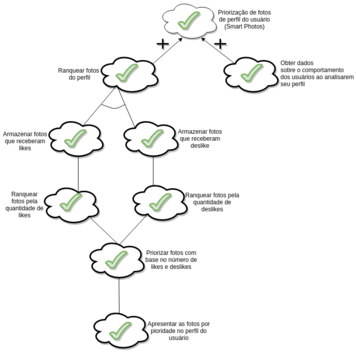 Priorização de fotos
de perfil do usuário
(Smart Photos)
Ranquear fotos
do perfil
Obter dados
sobre o comportamento
dos usuários ao analisarem
seu perfil
Armazenar fotos
que receberam
likes
Armazenar fotos
que receberam
deslike
Ranquear
fotos pela
quantidade de
likes
Ranquear fotos pela
quantidade de
deslikes
Priorizar fotos com
base no número de
likes e deslikes
Apresentar as fotos por
pioridade no perfil do
usuário